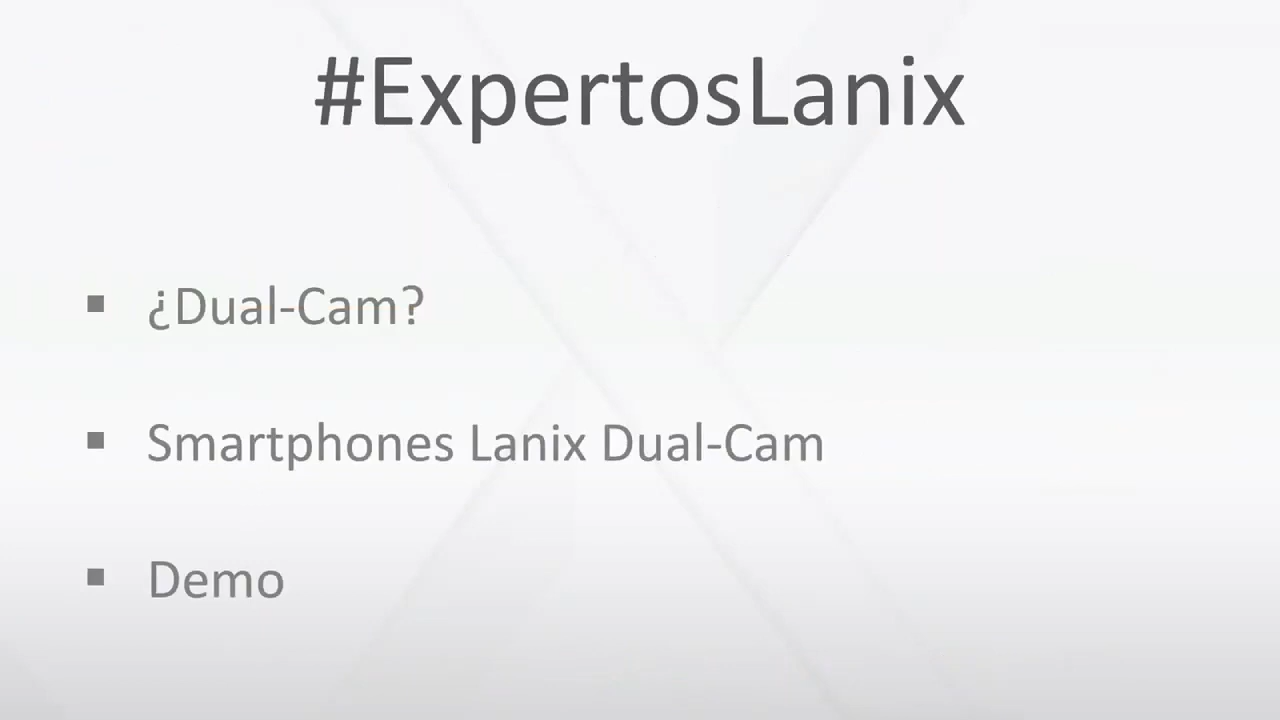 #ExpertosLanix
▪ ¿Dual-Cam?
▪ Smartphones Lanix Dual-Cam
▪ Demo